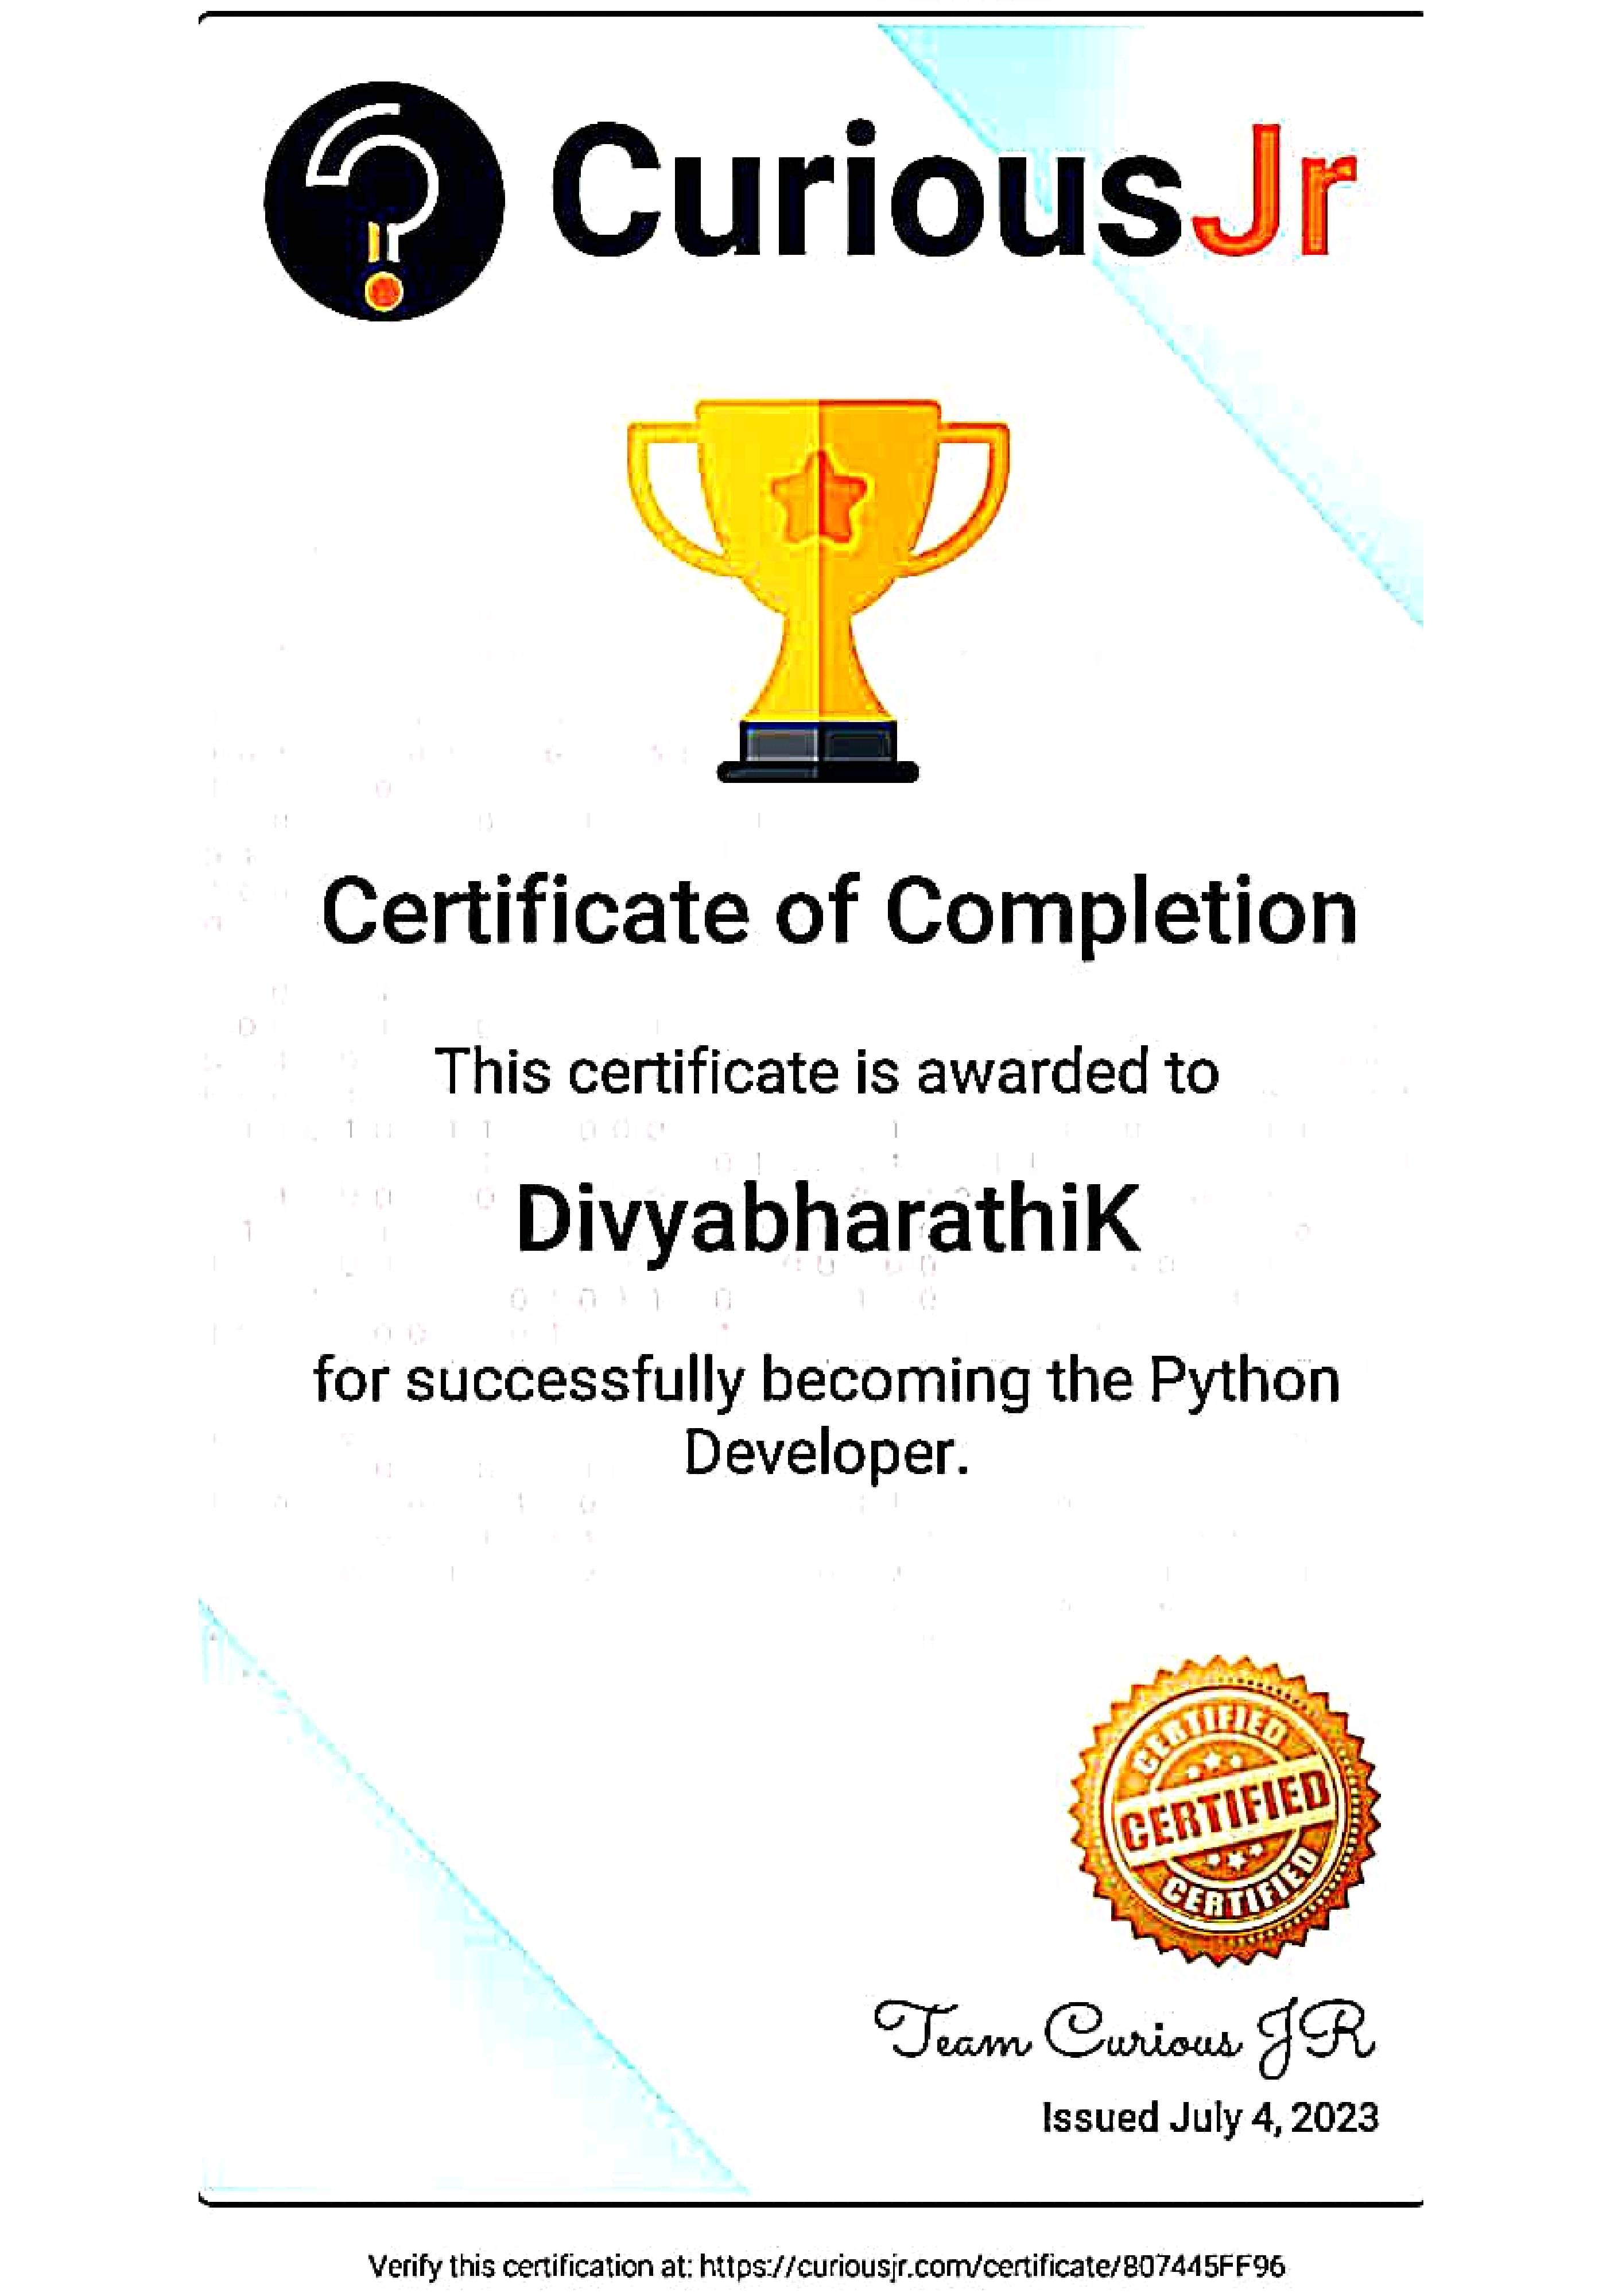 CuriousJr
Certificate of Completion
This certificate is awarded to
DivyabharathiK
for successfully becoming the Python
Developer.
CERTIFIED
CERTIFIED
CERTIFIED
Team Curious JR
Issued July 4, 2023
Verify this certification at: https://curiousjr.com/certificate/807445FF96